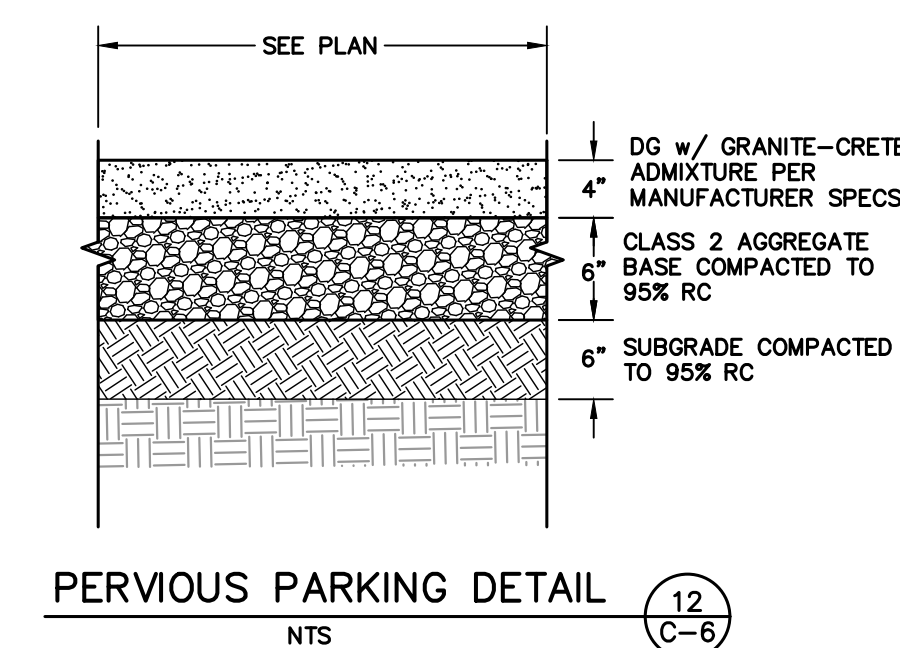 SEE PLAN
4"
DG w/ GRANITE-CRETE
ADMIXTURE PER
MANUFACTURER SPECS
6"
CLASS 2 AGGREGATE
BASE COMPACTED TO
95% RC
6"
SUBGRADE COMPACTED
TO 95% RC
PERVIOUS PARKING DETAIL
NTS
12
C-6